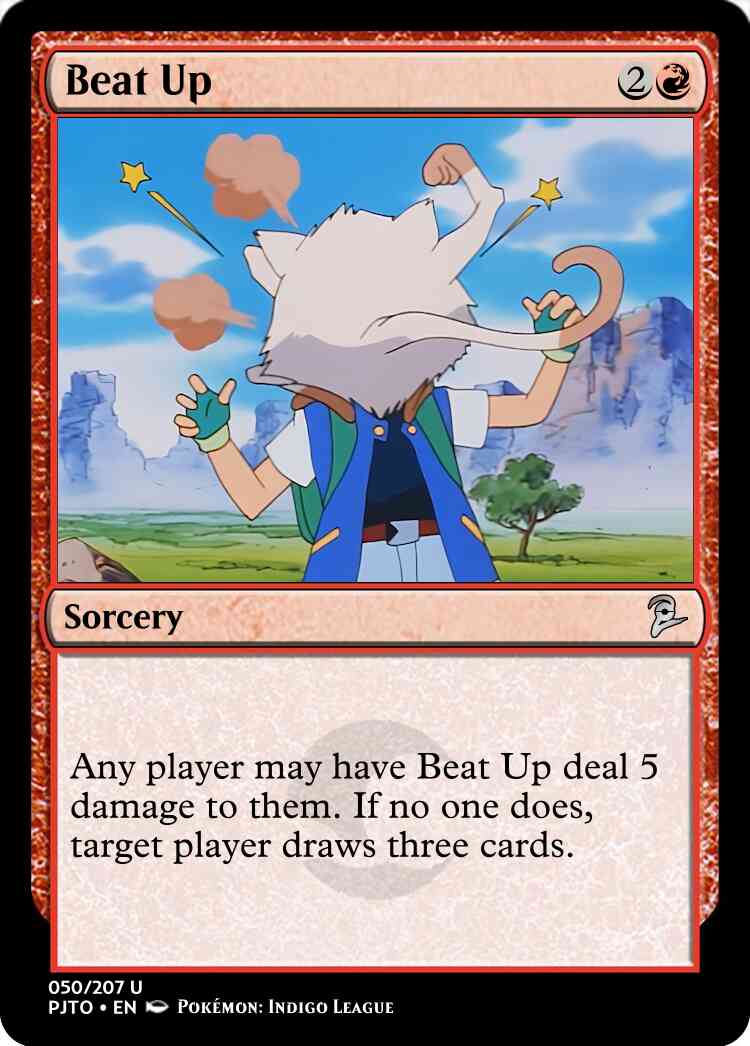 Beat Up 2
Sorcery
Any player may have Beat Up deal 5
damage to them. If no one does,
target player draws three cards.
050/207 U
PJTO • EN Pokémon: Indigo League